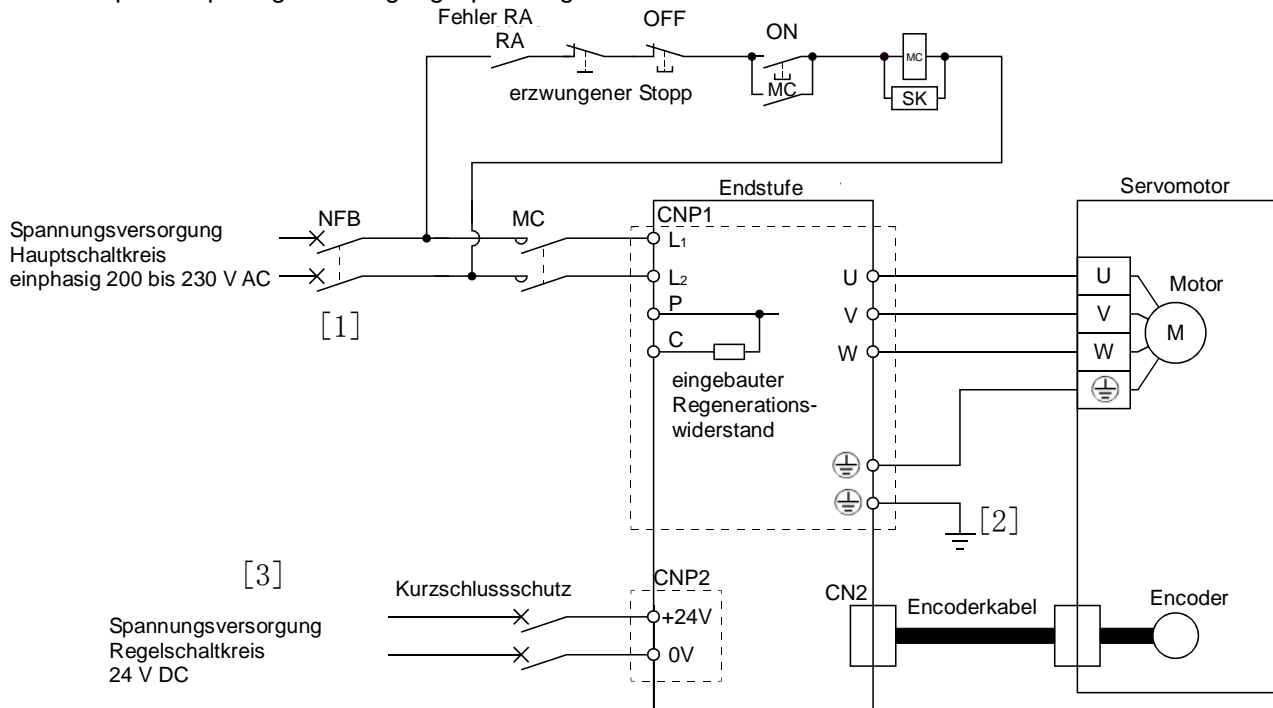 Fehler RA
RA
OFF
ON
erzwungener Stopp
MC
MC
SK
Endstufe
Servomotor
Spannungsversorgung
Hauptschaltkreis
einphasig 200 bis 230 V AC
NFB
MC
CNP1
L1
L2
P
C
eingebauter
Regenerations-
widerstand
U
V
W
U
V
W
Motor
M
[1]
[2]
[3]
Kurzschlussschutz
Spannungsversorgung
Regelschaltkreis
24 V DC
CNP2
+24V
0V
CN2
Encoderkabel
Encoder